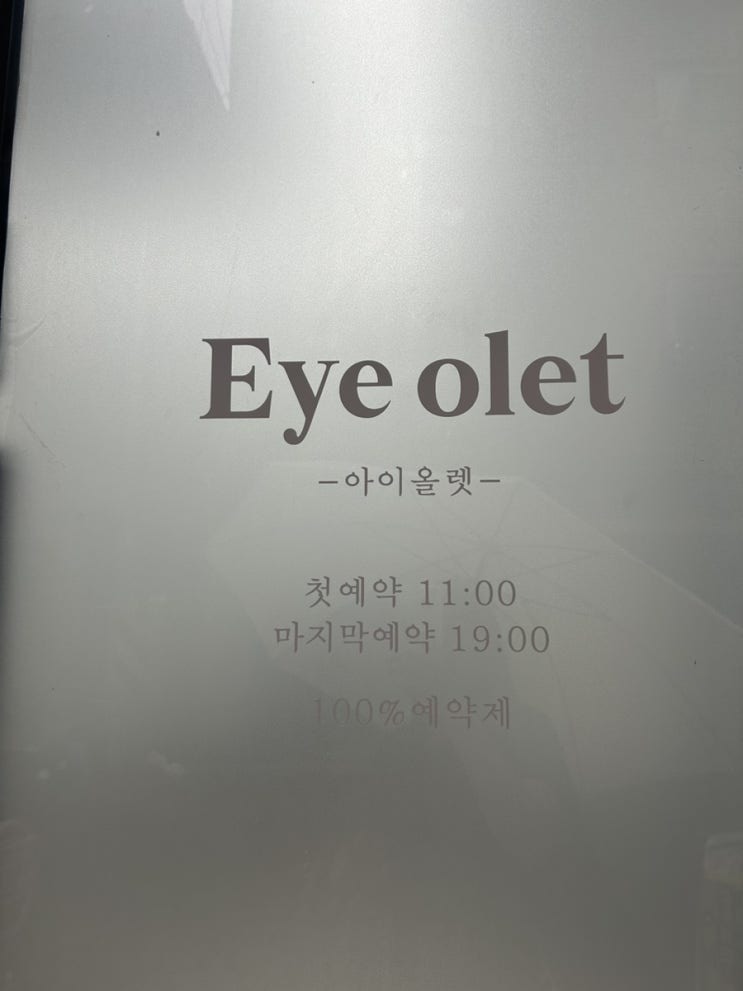 Eye olet
-아이올렛-
첫예약 11:00
마지막예약 19:00
100%예약제